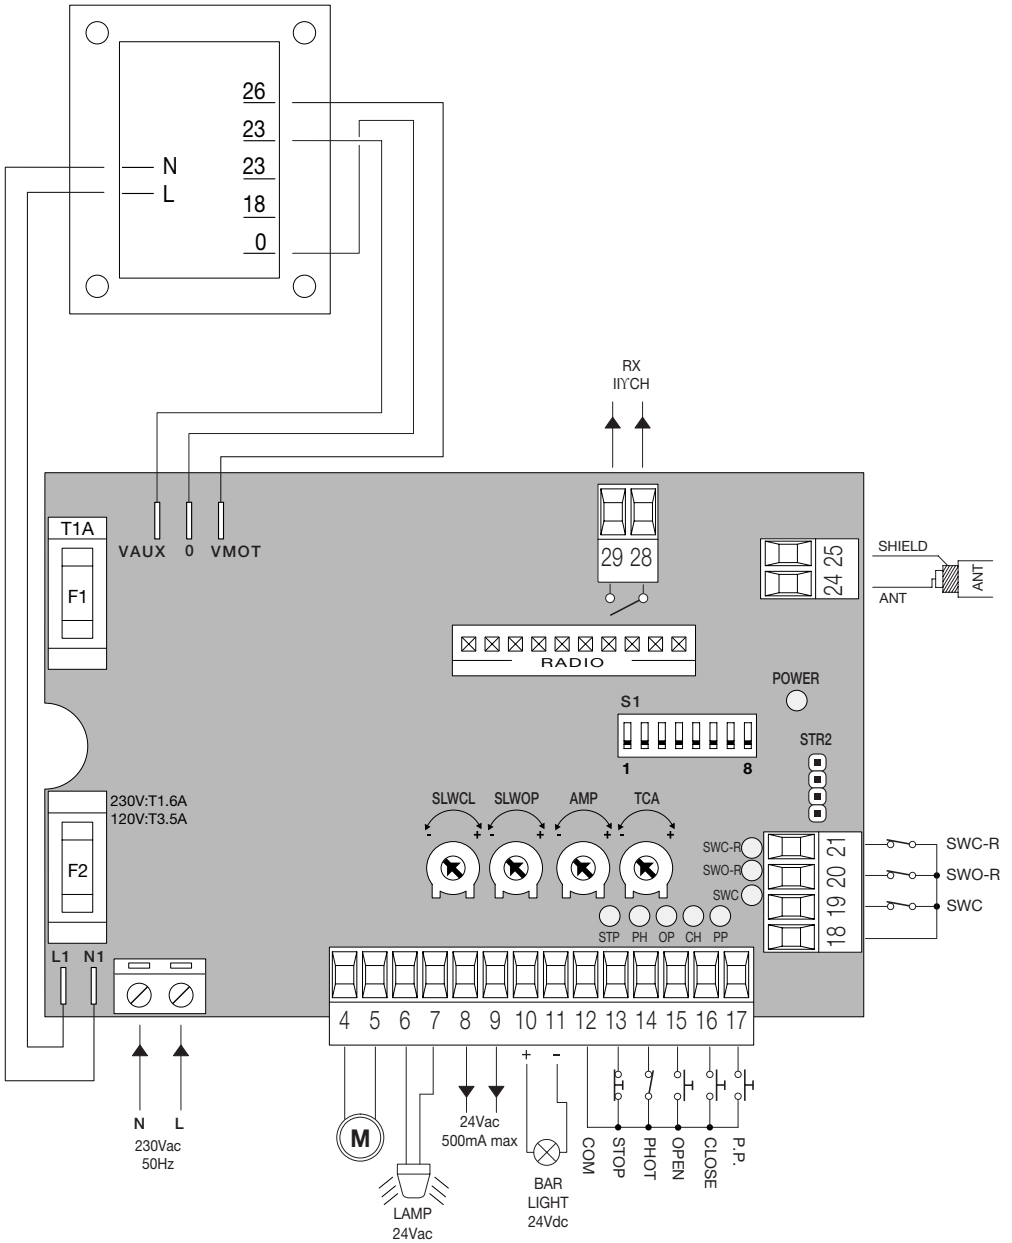 26
23
N
23
L
18
0
RX
IIYCH
T1A
F1
VAUX 0 VMOT
29 28
24 25
SHIELD
ANT
ANT
RADIO
POWER
S1
1 8
STR2
230V:T1.6A
120V:T3.5A
F2
SLWCL SLWOP AMP TCA
- + - + - + - +
SWC-R
SWO-R
SWC
18 19 20 21
SWC-R
SWO-R
SWC
STP PH OP CH PP
L1 N1
4 5 6 7 8 9 10 11 12 13 14 15 16 17
+ -
N L
230Vac
50Hz
M
LAMP
24Vac
24Vac
500mA max
BAR
LIGHT
24Vdc
COM
STOP
PHOT
OPEN
CLOSE
P.P.